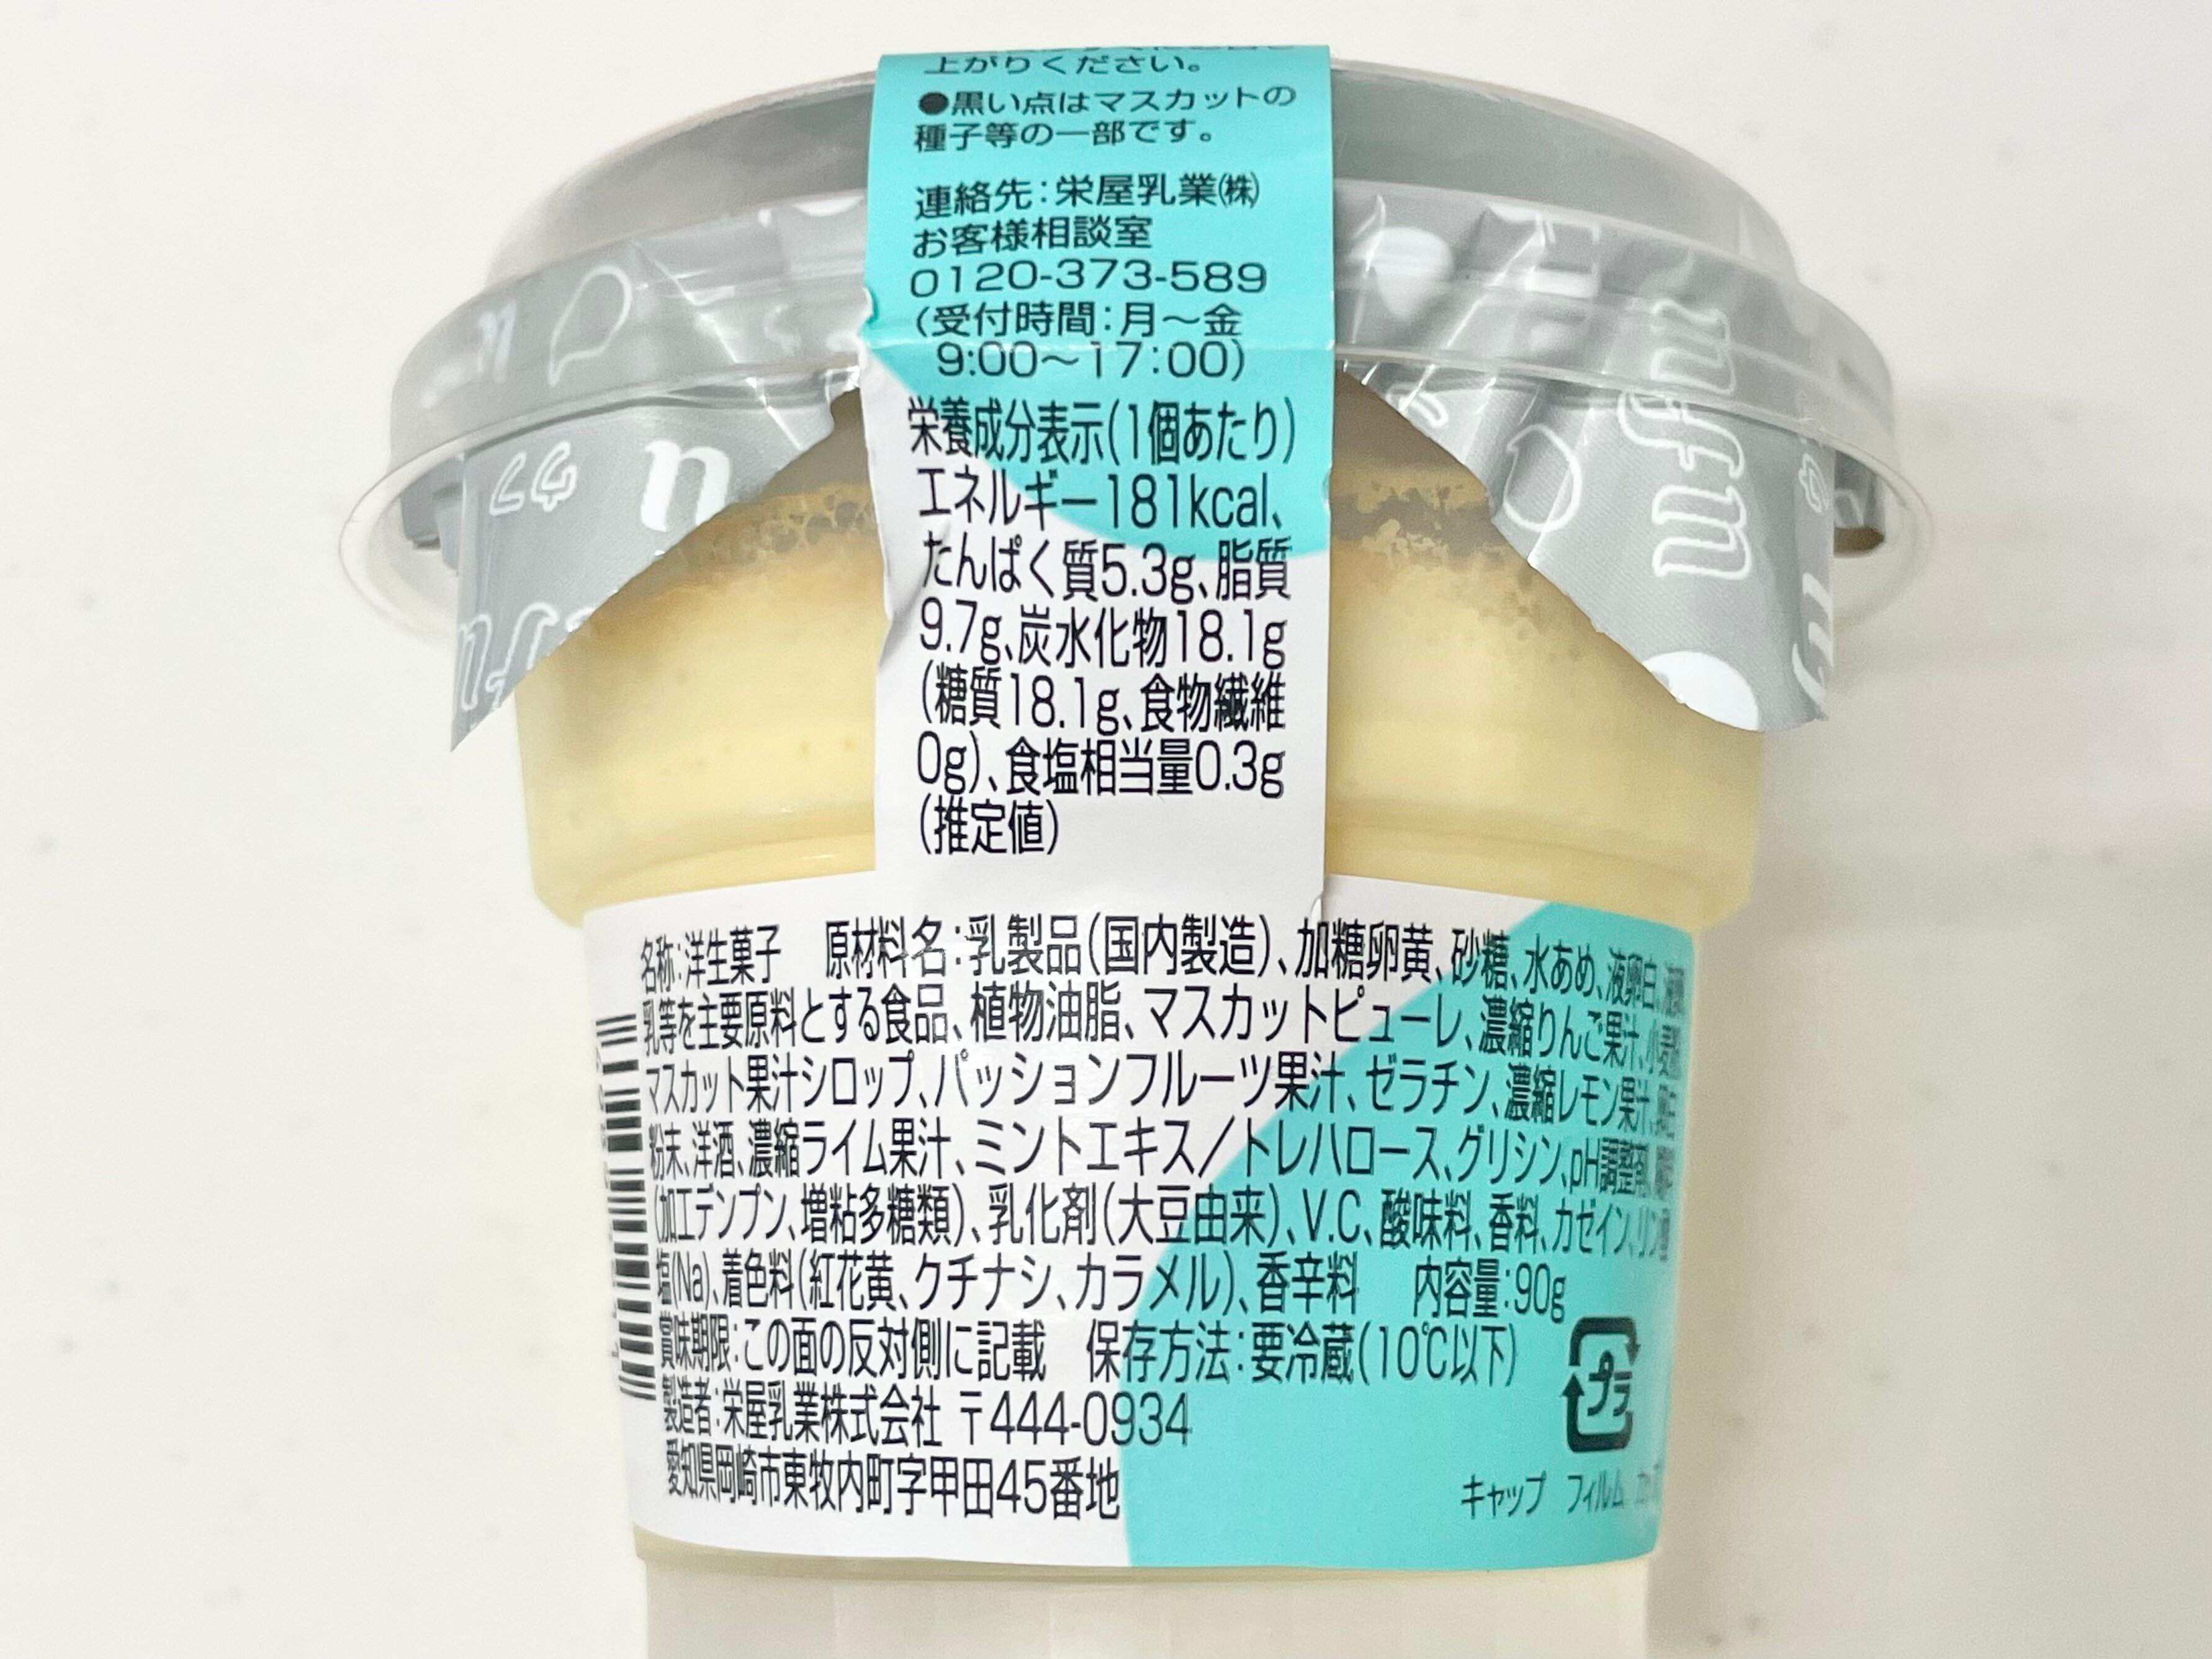 上がりください。
●黒い点はマスカットの
種子等の一部です。
連絡先:栄屋乳業㈱
お客様相談室
0120-373-589
(受付時間:月〜金
9:00〜17:00)
栄養成分表示(1個あたり)
エネルギー181kcal、
たんぱく質5.3g、脂質
9.7g、炭水化物18.1g
(糖質18.1g、食物繊維
0g)、食塩相当量0.3g
(推定値)
名称:洋生菓子 原材料名:乳製品(国内製造)、加糖卵黄、砂糖、水あめ、液卵白、
乳等を主要原料とする食品、植物油脂、マスカットピューレ、濃縮りんご果汁、
マスカット果汁シロップ、パッションフルーツ果汁、ゼラチン、濃縮レモン果汁、
粉末、洋酒、濃縮ライム果汁、ミントエキス/トレハロース、グリシン、pH調整剤、
(加工デンプン、増粘多糖類)、乳化剤(大豆由来)、V.C、酸味料、香料、カゼイン、リン
塩(Na)、着色料(紅花黄、クチナシ、カラメル)、香辛料 内容量:90g
賞味期限:この面の反対側に記載 保存方法:要冷蔵(10℃以下)
製造者:栄屋乳業株式会社 〒444-0934
愛知県岡崎市東牧内町字甲田45番地
プラ
キャップ フィルム